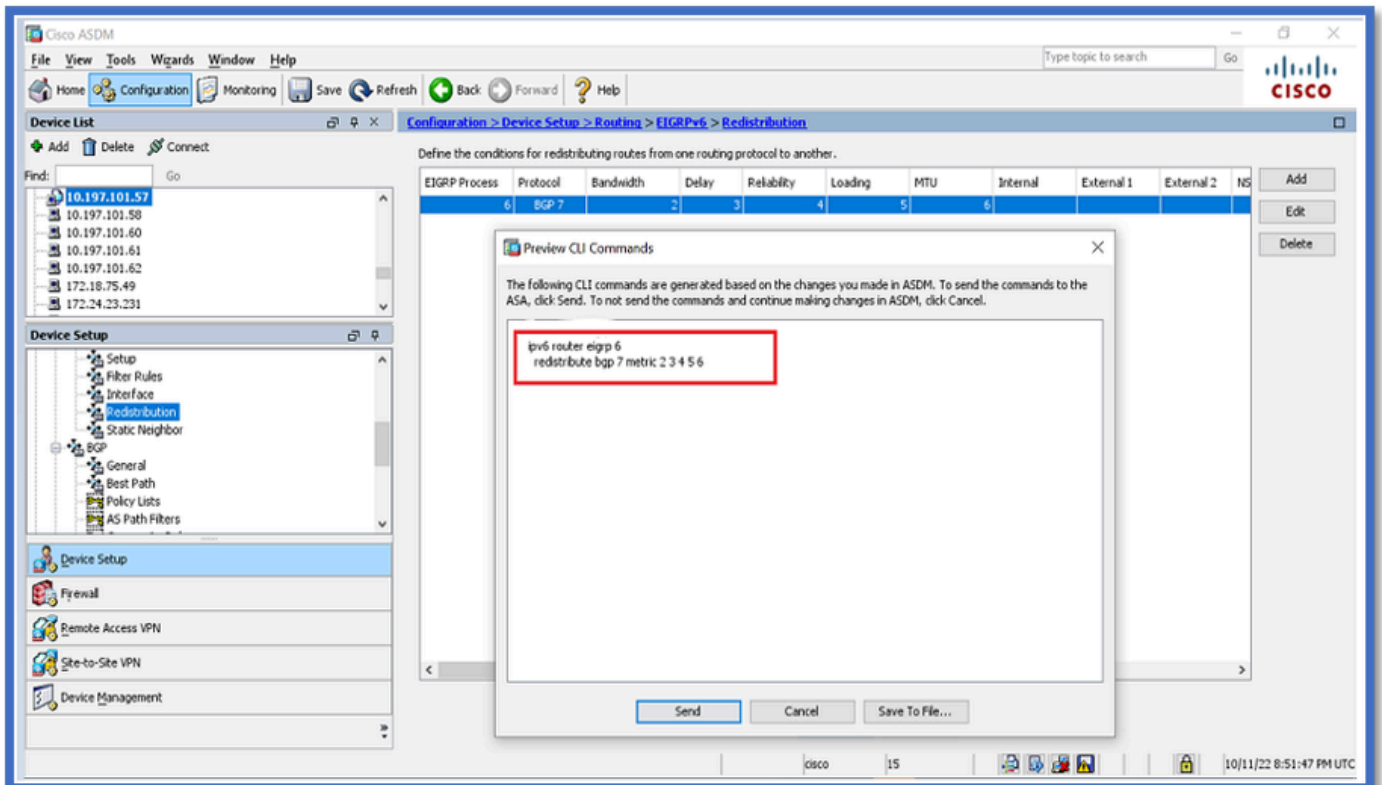 Cisco ASDM
File View Tools Wizards Window Help
Type topic to search Go
Home Configuration Monitoring Save Refresh Back Forward Help
CISCO
Device List
Add Delete Connect
Find: Go
10.197.101.57
10.197.101.58
10.197.101.60
10.197.101.61
10.197.101.62
172.18.75.49
172.24.23.231
Device Setup
Setup
Filter Rules
Interface
Redistribution
Static Neighbor
BGP
General
Best Path
Policy Lists
AS Path Filters
Device Setup
Firewall
Remote Access VPN
Site-to-Site VPN
Device Management
Configuration > Device Setup > Routing > EIGRPv6 > Redistribution
Define the conditions for redistributing routes from one routing protocol to another.
EIGRP Process Protocol Bandwidth Delay Reliability Loading MTU Internal External 1 External 2 NS
6 BGP 7 2 3 4 5 6
Add
Edit
Delete
Preview CLI Commands
The following CLI commands are generated based on the changes you made in ASDM. To send the commands to the
ASA, click Send. To not send the commands and continue making changes in ASDM, click Cancel.
ipv6 router eigrp 6
redistribute bgp 7 metric 2 3 4 5 6
Send Cancel Save To File...
cisco 15 10/11/22 8:51:47 PM UTC